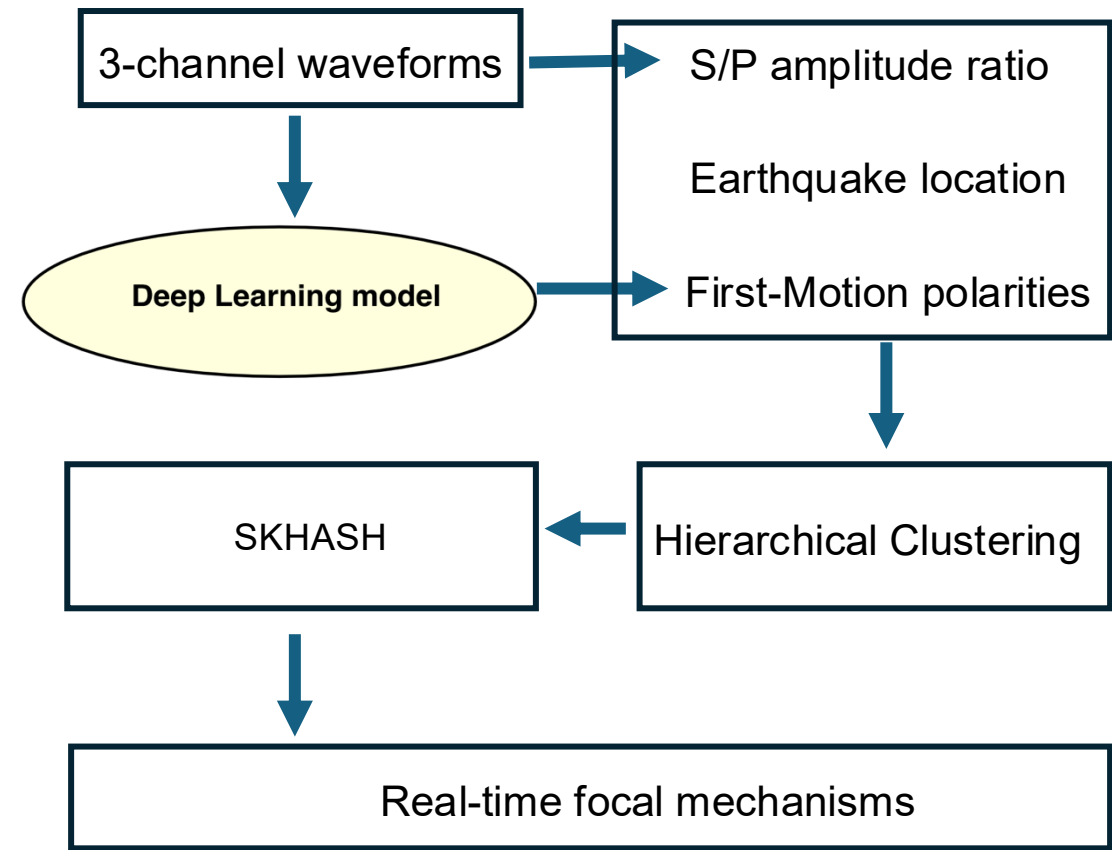 3-channel waveforms
S/P amplitude ratio
Earthquake location
Deep Learning model
First-Motion polarities
SKHASH
Hierarchical Clustering
Real-time focal mechanisms